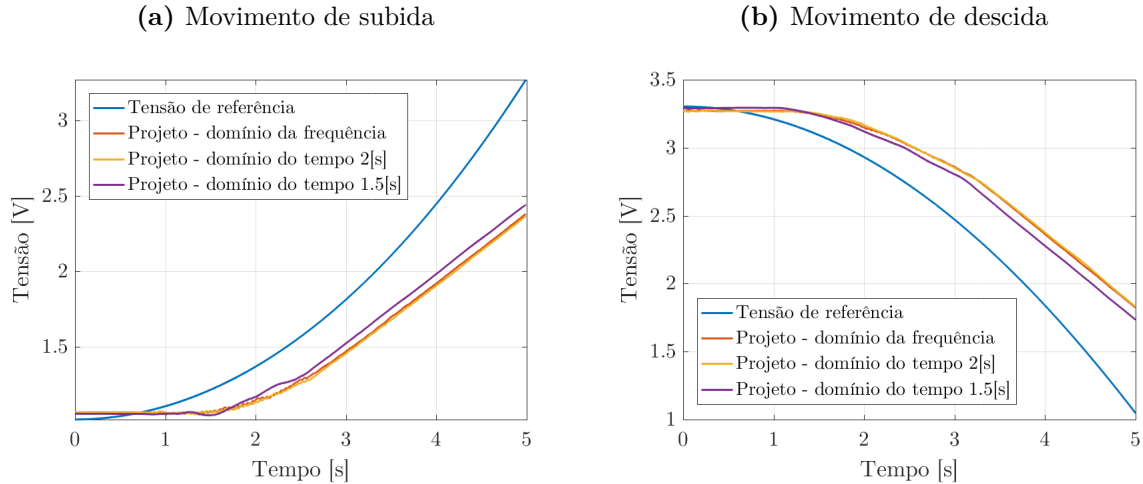 (a) Movimento de subida
Tensão [V]
3
2.5
2
1.5
Tensão de referência
Projeto - domínio da frequência
Projeto - domínio do tempo 2[s]
Projeto - domínio do tempo 1.5[s]
0 1 2 3 4 5
Tempo [s]
(b) Movimento de descida
Tensão [V]
3.5
3
2.5
2
1.5
1
Tensão de referência
Projeto - domínio da frequência
Projeto - domínio do tempo 2[s]
Projeto - domínio do tempo 1.5[s]
0 1 2 3 4 5
Tempo [s]